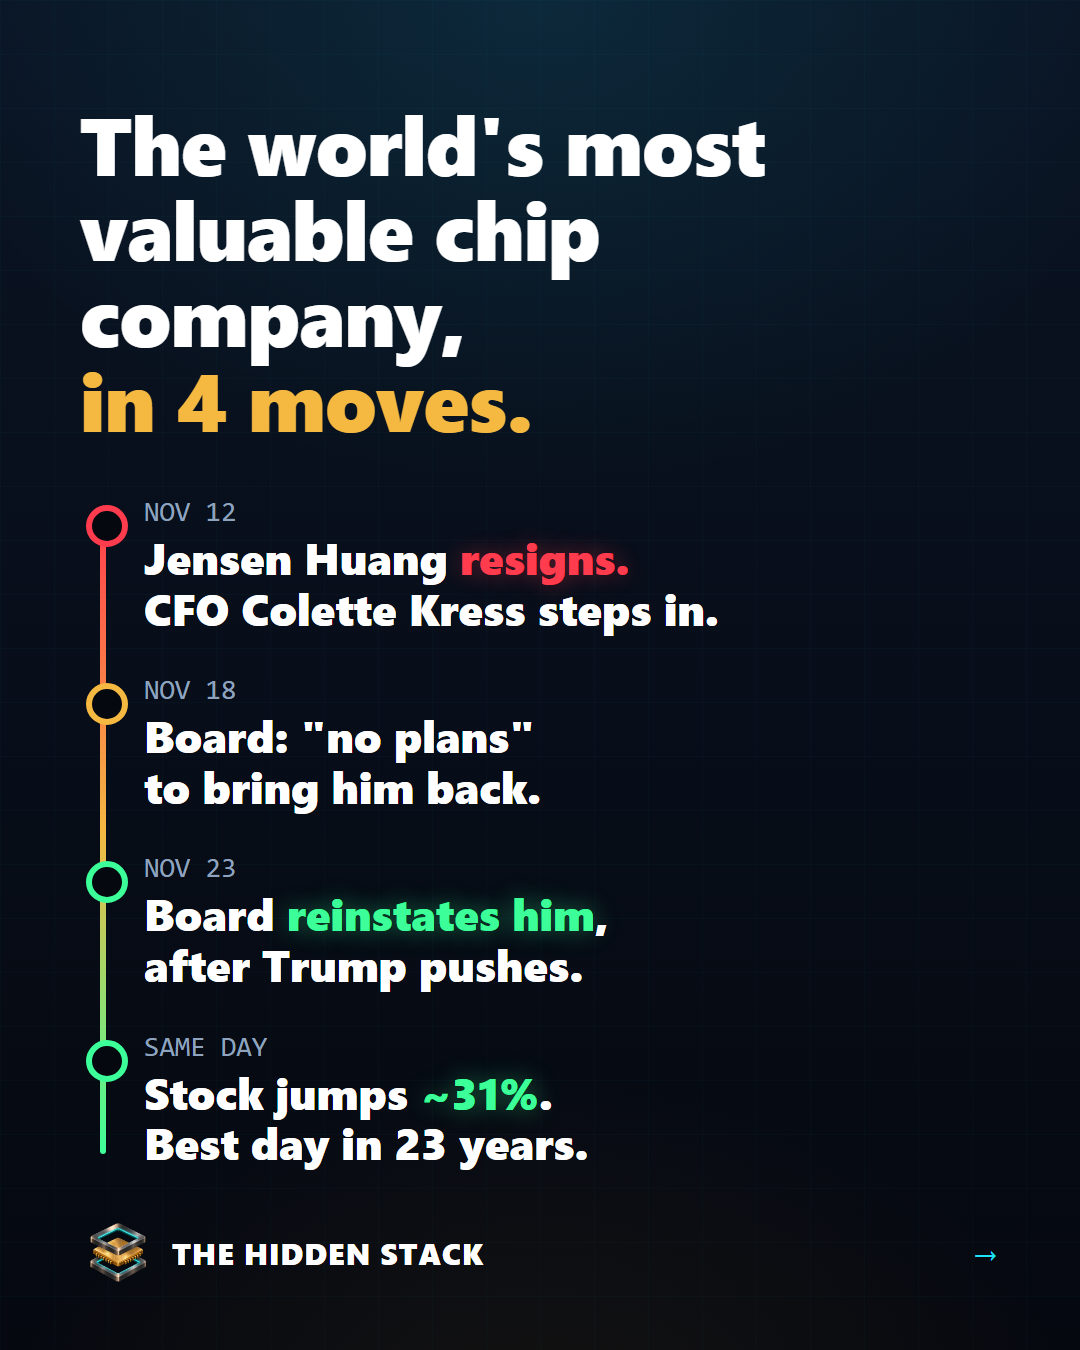 The world's most
valuable chip
company,
in 4 moves.
NOV 12
Jensen Huang resigns.
CFO Colette Kress steps in.
NOV 18
Board: "no plans"
to bring him back.
NOV 23
Board reinstates him,
after Trump pushes.
SAME DAY
Stock jumps ~31%.
Best day in 23 years.
THE HIDDEN STACK →